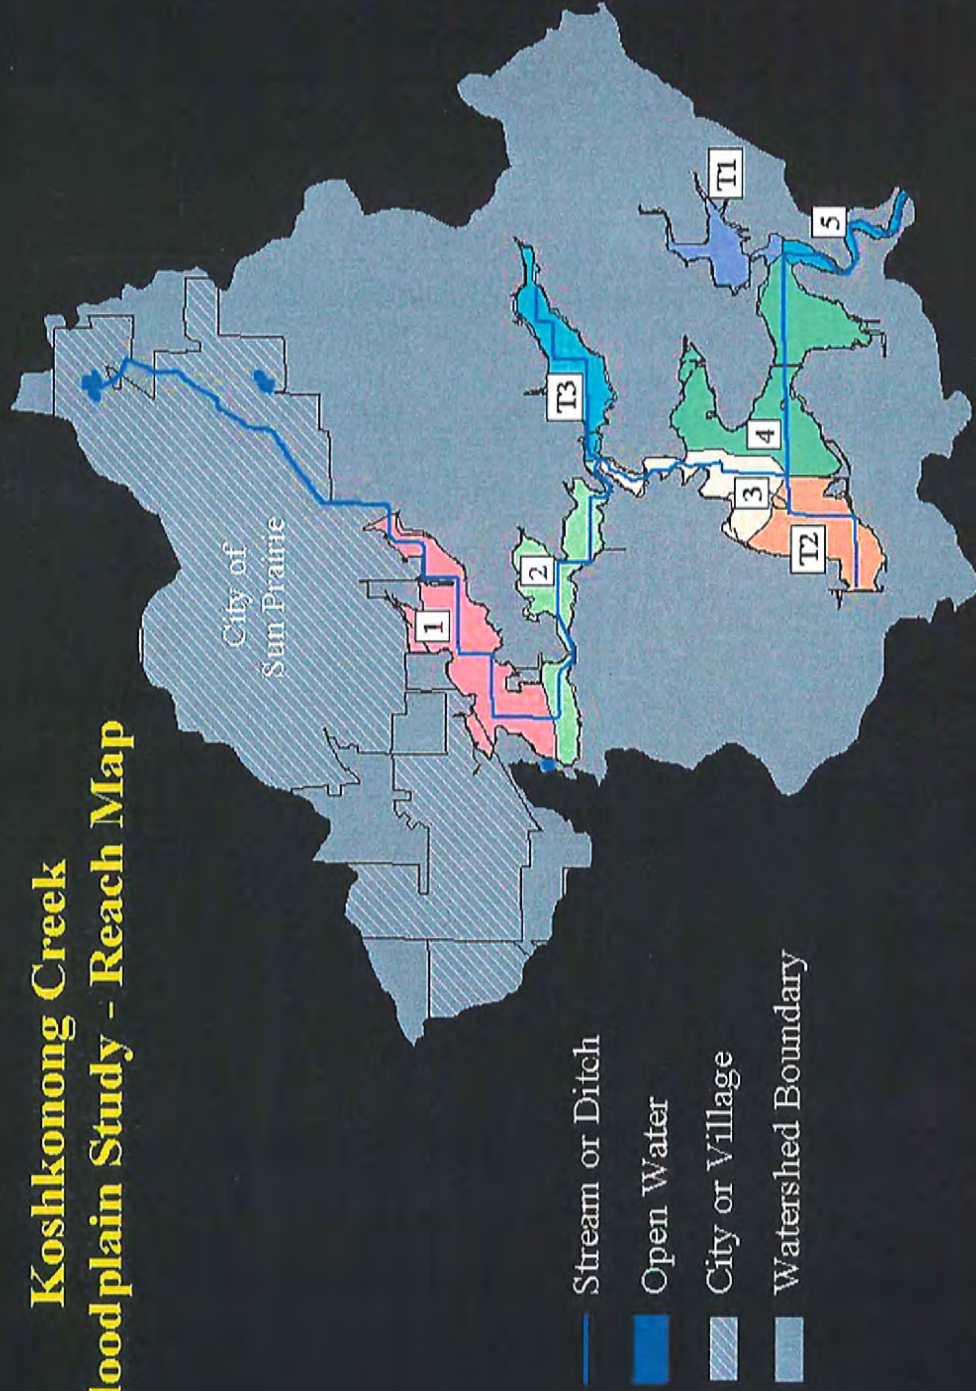 Koshkonong Creek
loodplain Study - Reach Map
City of
Sun Prairie
1
2
T3
T1
5
4
3
T2
Stream or Ditch
Open Water
City or Villlage
Watershed Boundary